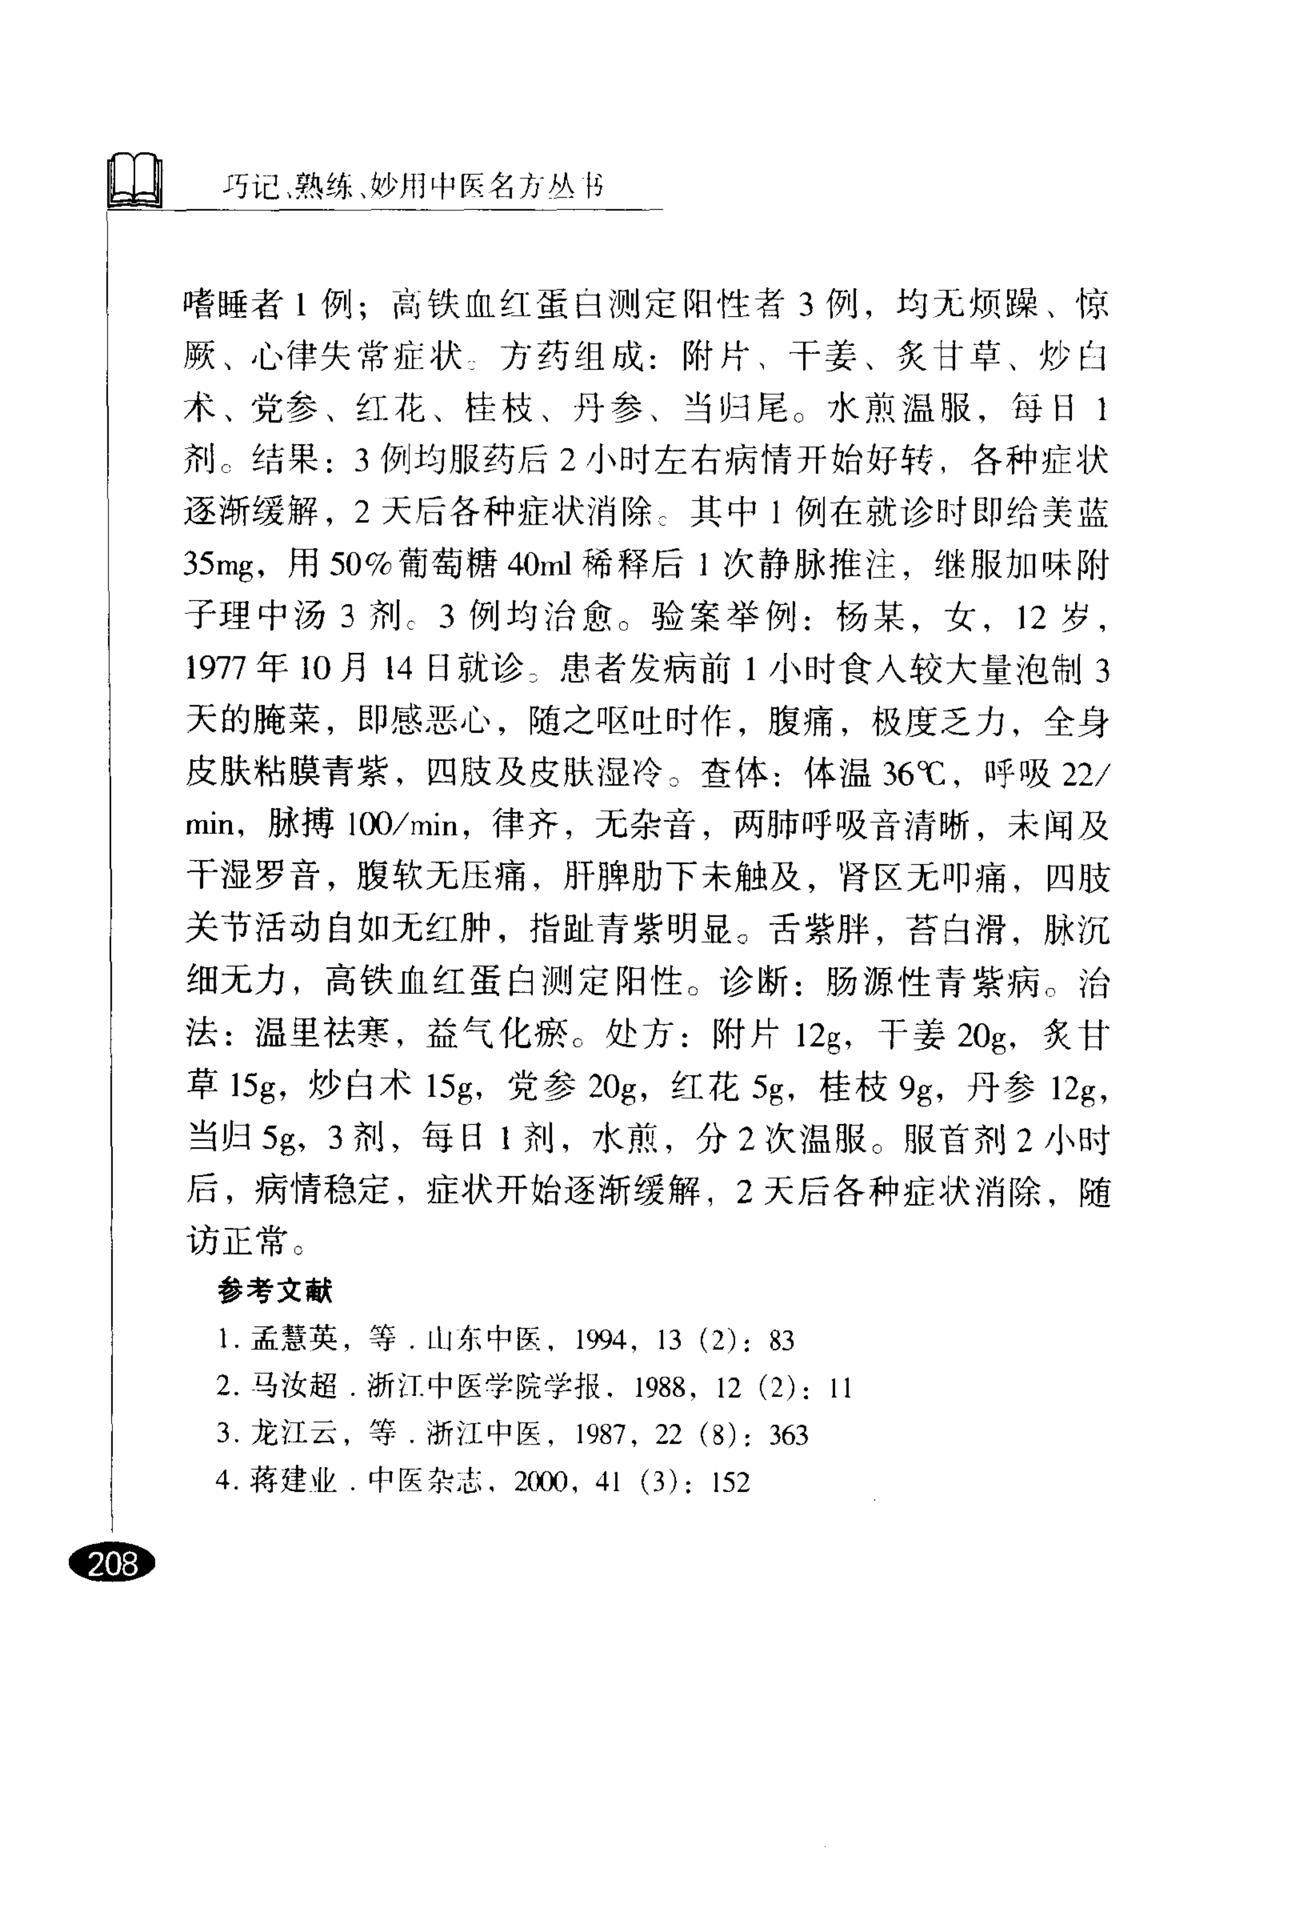 巧记、熟练、妙用中医名方丛书
嗜睡者 1 例；高铁血红蛋白测定阳性者 3 例，均无烦躁、惊
厥、心律失常症状。方药组成：附片、干姜、炙甘草、炒白
术、党参、红花、桂枝、丹参、当归尾。水煎温服，每日 1
剂。结果：3 例均服药后 2 小时左右病情开始好转，各种症状
逐渐缓解，2 天后各种症状消除。其中 1 例在就诊时即给美蓝
35mg，用 50%葡萄糖 40ml 稀释后 1 次静脉推注，继服加味附
子理中汤 3 剂。3 例均治愈。验案举例：杨某，女，12 岁，
1977 年 10 月 14 日就诊。患者发病前 1 小时食入较大量泡制 3
天的腌菜，即感恶心，随之呕吐时作，腹痛，极度乏力，全身
皮肤粘膜青紫，四肢及皮肤湿冷。查体：体温 36℃，呼吸 22/
min，脉搏 100/min，律齐，无杂音，两肺呼吸音清晰，未闻及
干湿罗音，腹软无压痛，肝脾肋下未触及，肾区无叩痛，四肢
关节活动自如无红肿，指趾青紫明显。舌紫胖，苔白滑，脉沉
细无力，高铁血红蛋白测定阳性。诊断：肠源性青紫病。治
法：温里祛寒，益气化瘀。处方：附片 12g，干姜 20g，炙甘
草 15g，炒白术 15g，党参 20g，红花 5g，桂枝 9g，丹参 12g，
当归 5g，3 剂，每日 1 剂，水煎，分 2 次温服。服首剂 2 小时
后，病情稳定，症状开始逐渐缓解，2 天后各种症状消除，随
访正常。
参考文献
1. 孟慧英，等．山东中医，1994，13（2）：83
2. 马汝超．浙江中医学院学报，1988，12（2）：11
3. 龙江云，等．浙江中医，1987，22（8）：363
4. 蒋建业．中医杂志，2000，41（3）：152
208